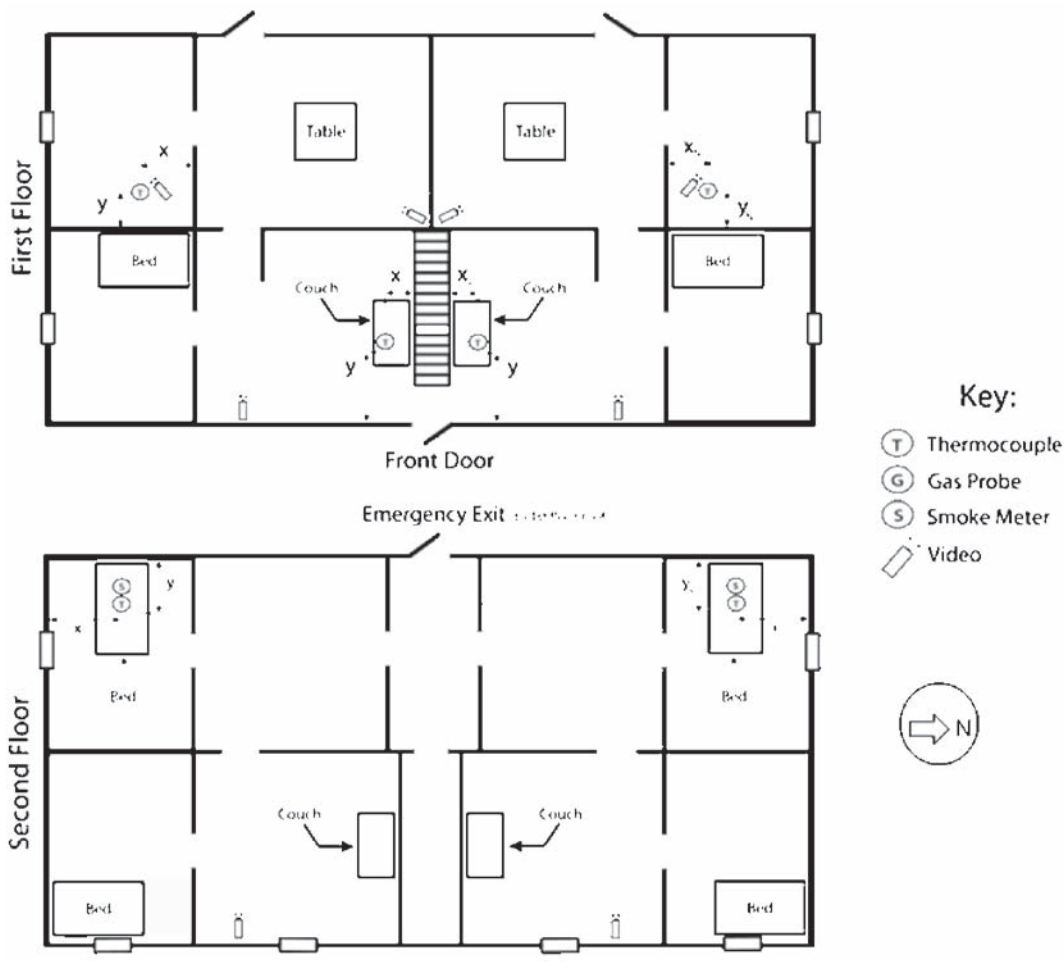 First Floor
Table
Table
x
x
T
T
y
y
Bed
Bed
x
x
Couch
Couch
T
T
y
y
Front Door
Key:
T Thermocouple
G Gas Probe
S Smoke Meter
Video
Emergency Exit
Second Floor
S
T
y
x
S
T
y
Bed
Bed
N
Couch
Couch
Bed
Bed